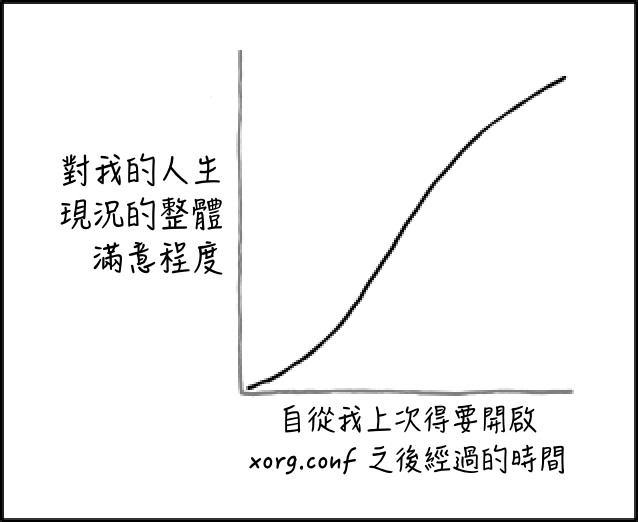 對我的人生
現況的整體
滿意程度
自從我上次得要開啟
xorg.conf 之後經過的時間